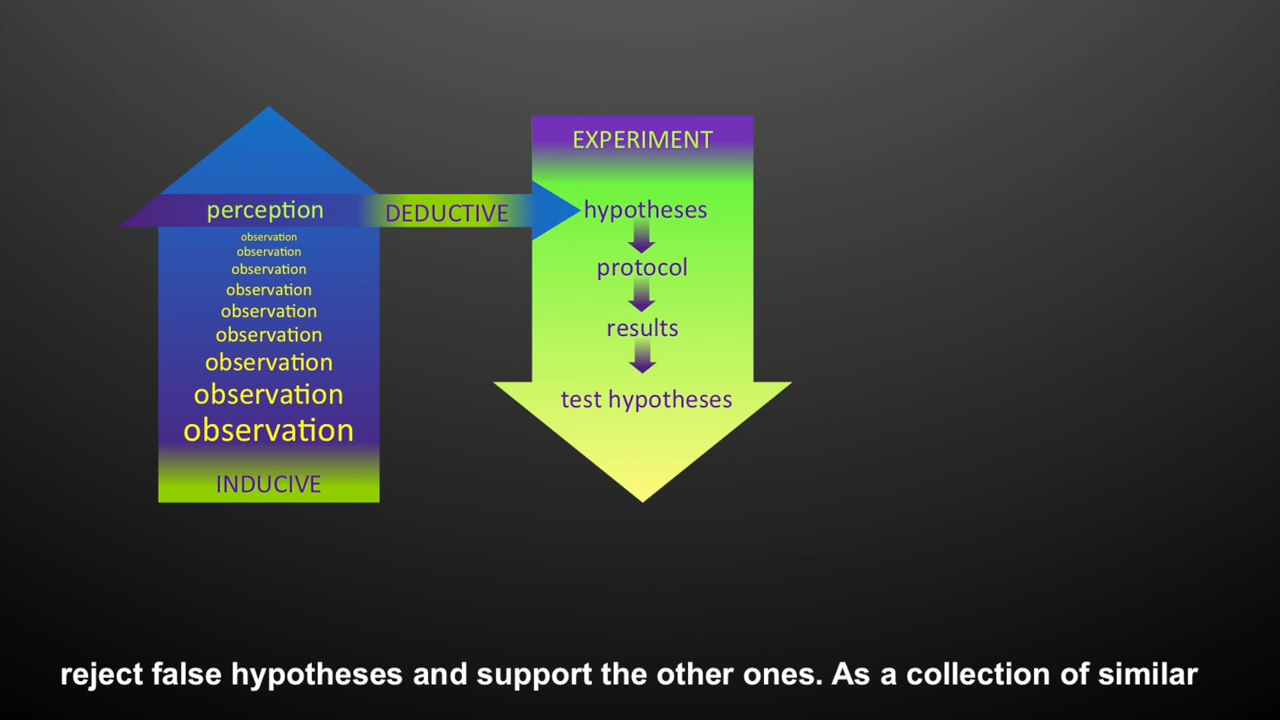 perception
observation
observation
observation
observation
observation
observation
observation
observation
observation
INDUCIVE
DEDUCTIVE
EXPERIMENT
hypotheses
protocol
results
test hypotheses
reject false hypotheses and support the other ones. As a collection of similar